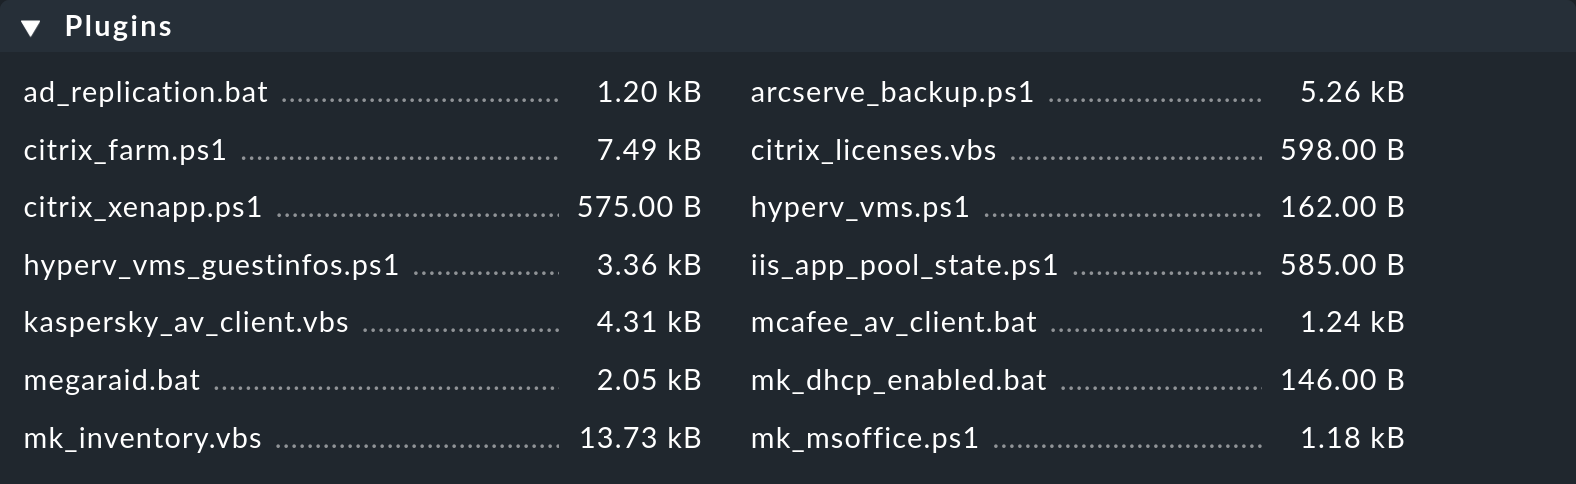 ▼ Plugins
ad_replication.bat 1.20 kB arcserve_backup.ps1 5.26 kB
citrix_farm.ps1 7.49 kB citrix_licenses.vbs 598.00 B
citrix_xenapp.ps1 575.00 B hyperv_vms.ps1 162.00 B
hyperv_vms_guestinfos.ps1 3.36 kB iis_app_pool_state.ps1 585.00 B
kaspersky_av_client.vbs 4.31 kB mcafee_av_client.bat 1.24 kB
megaraid.bat 2.05 kB mk_dhcp_enabled.bat 146.00 B
mk_inventory.vbs 13.73 kB mk_msoffice.ps1 1.18 kB